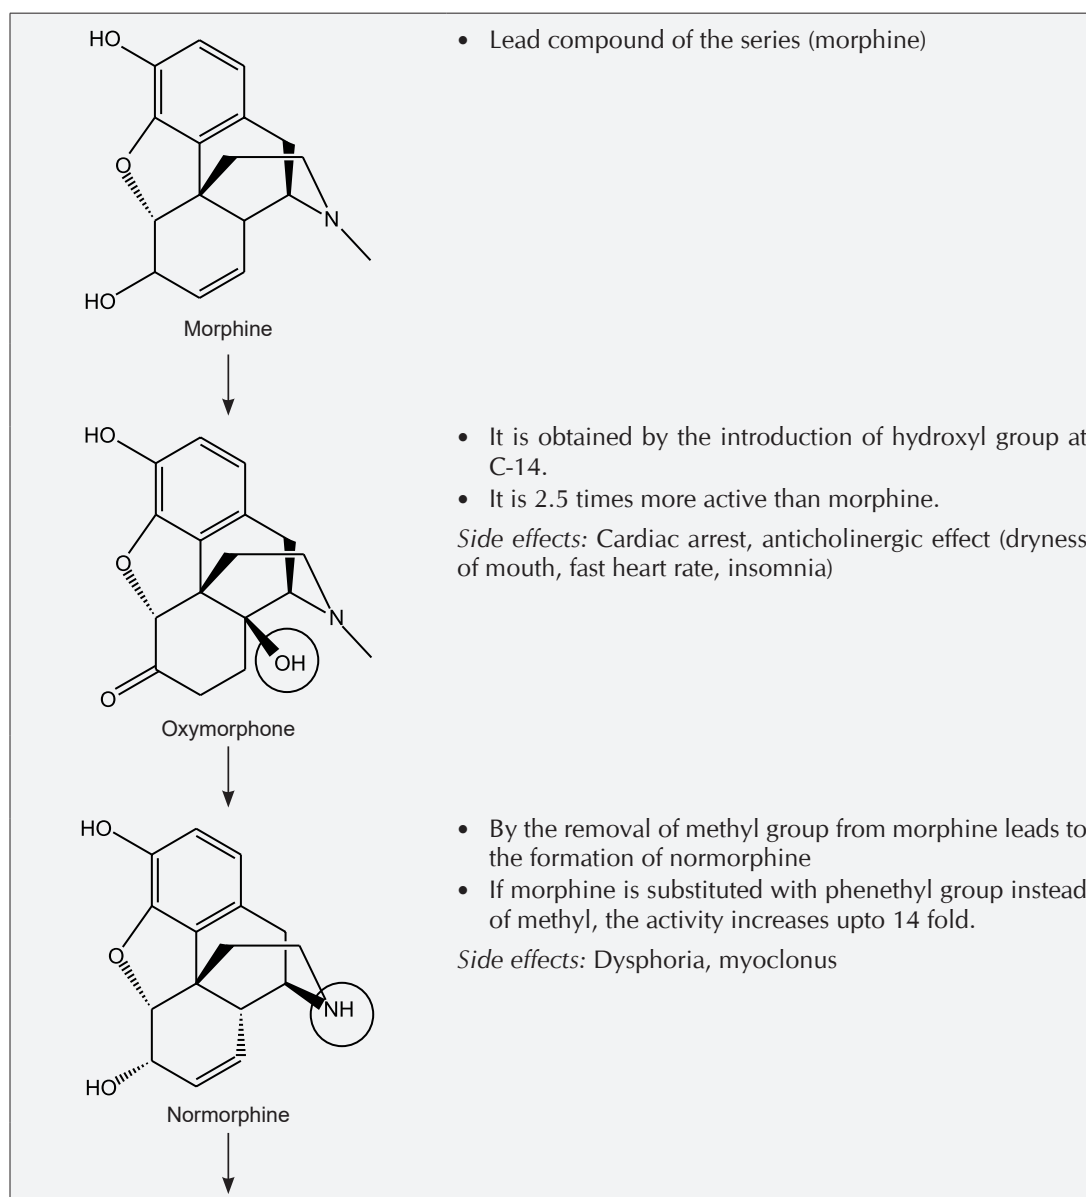 HO
• Lead compound of the series (morphine)
O
N
HO
Morphine
HO
• It is obtained by the introduction of hydroxyl group at
C-14.
• It is 2.5 times more active than morphine.
Side effects: Cardiac arrest, anticholinergic effect (dryness
of mouth, fast heart rate, insomnia)
O
N
OH
O
Oxymorphone
HO
• By the removal of methyl group from morphine leads to
the formation of normorphine
• If morphine is substituted with phenethyl group instead
of methyl, the activity increases upto 14 fold.
Side effects: Dysphoria, myoclonus
O
NH
HO
Normorphine